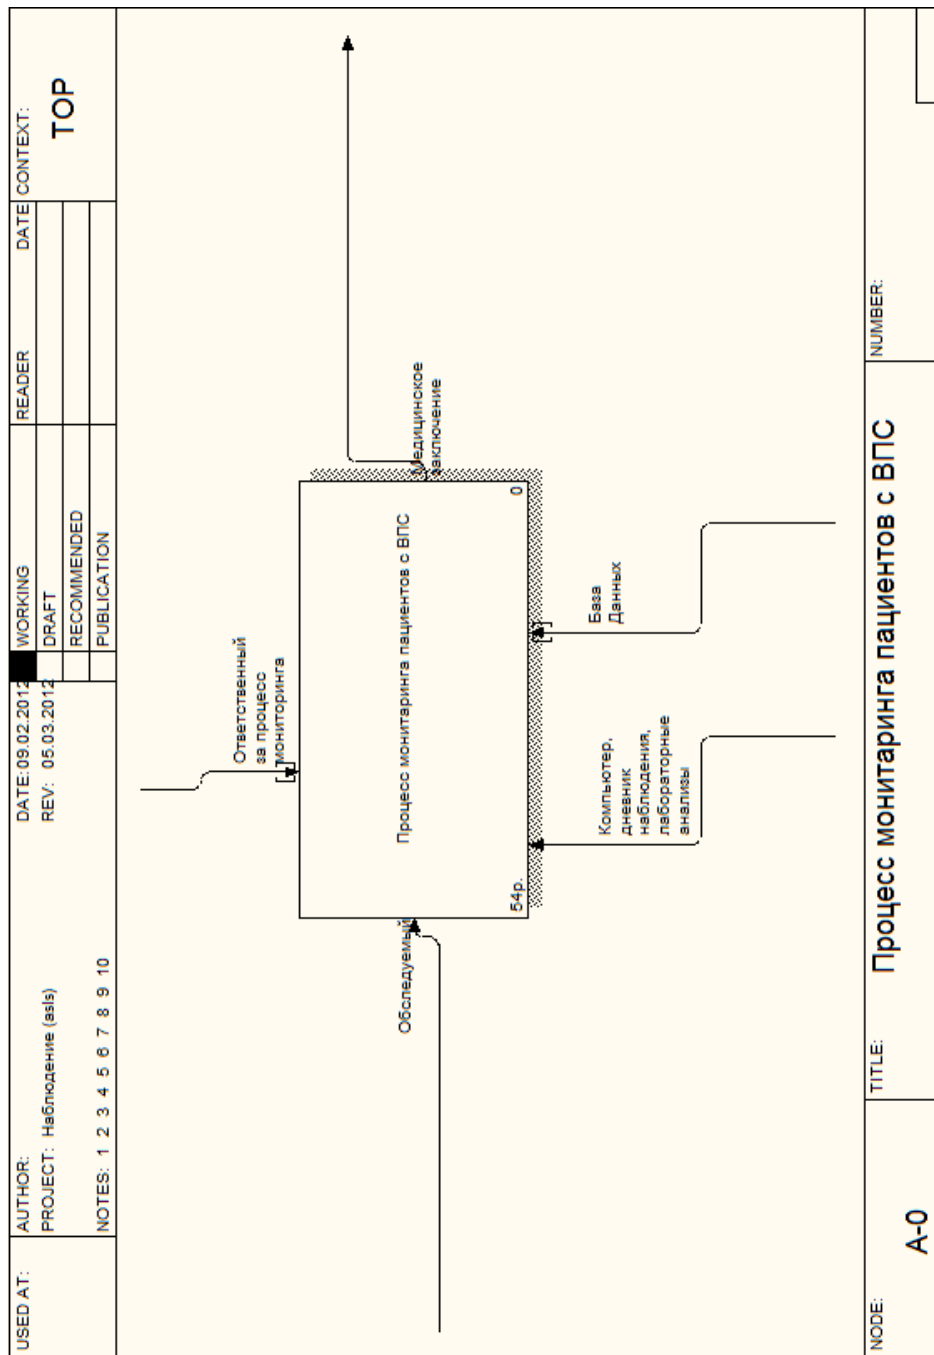 USED AT:
AUTHOR:
DATE: 09.02.2012
WORKING
READER
DATE
CONTEXT:
PROJECT: Наблюдение (asis)
REV: 05.03.2012
DRAFT
TOP
RECOMMENDED
NOTES: 1 2 3 4 5 6 7 8 9 10
PUBLICATION
Ответственный
за процесс
мониторинга
Обследуемый
Процесс монитаринга пациентов с ВПС
Медицинское
заключение
54р.
0
База
Данных
Компьютер,
дневник
наблюдения,
лабораторные
анализы
NODE:
TITLE:
NUMBER:
A-0
Процесс монитаринга пациентов с ВПС